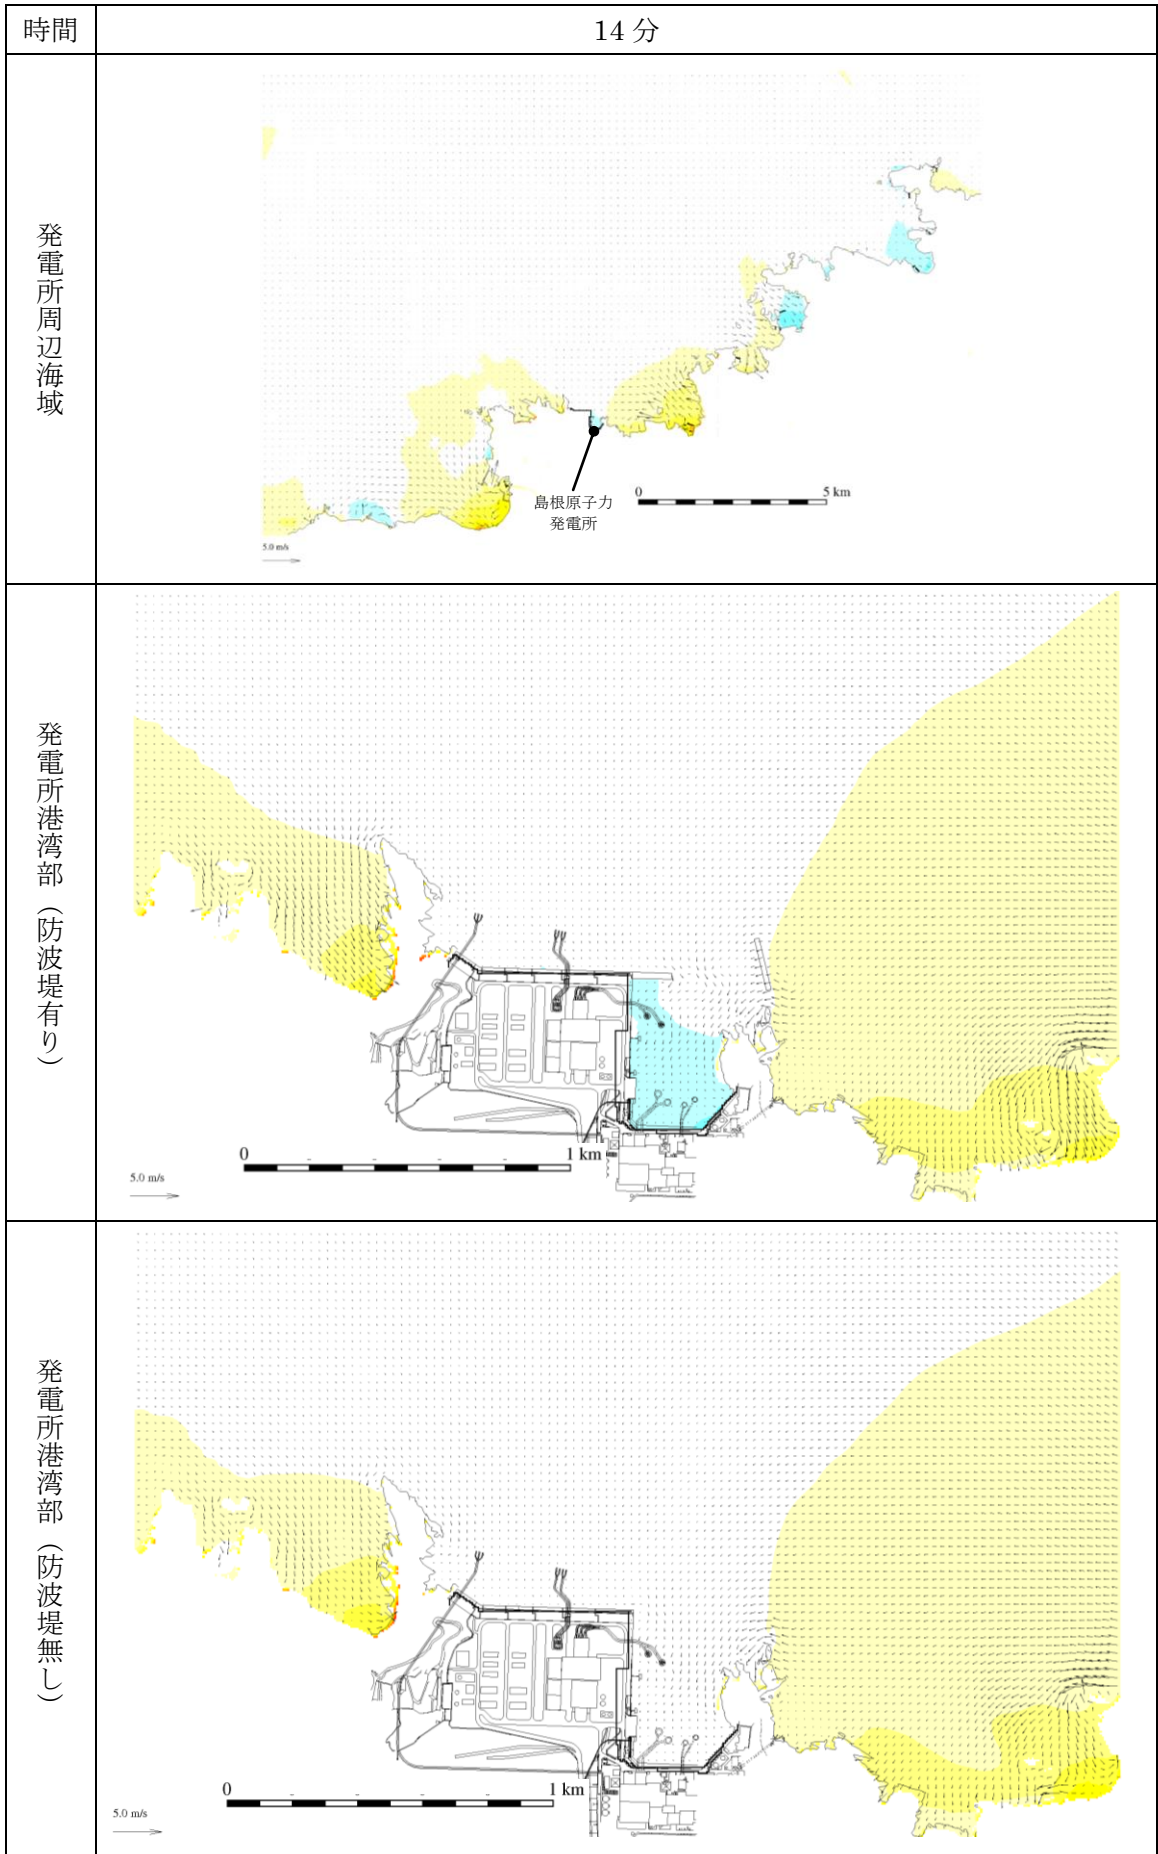 時間
14 分
発電所周辺海域
島根原子力
発電所
0 5 km
5.0 m/s
発電所港湾部（防波堤有り）
0 1 km
5.0 m/s
発電所港湾部（防波堤無し）
0 1 km
5.0 m/s